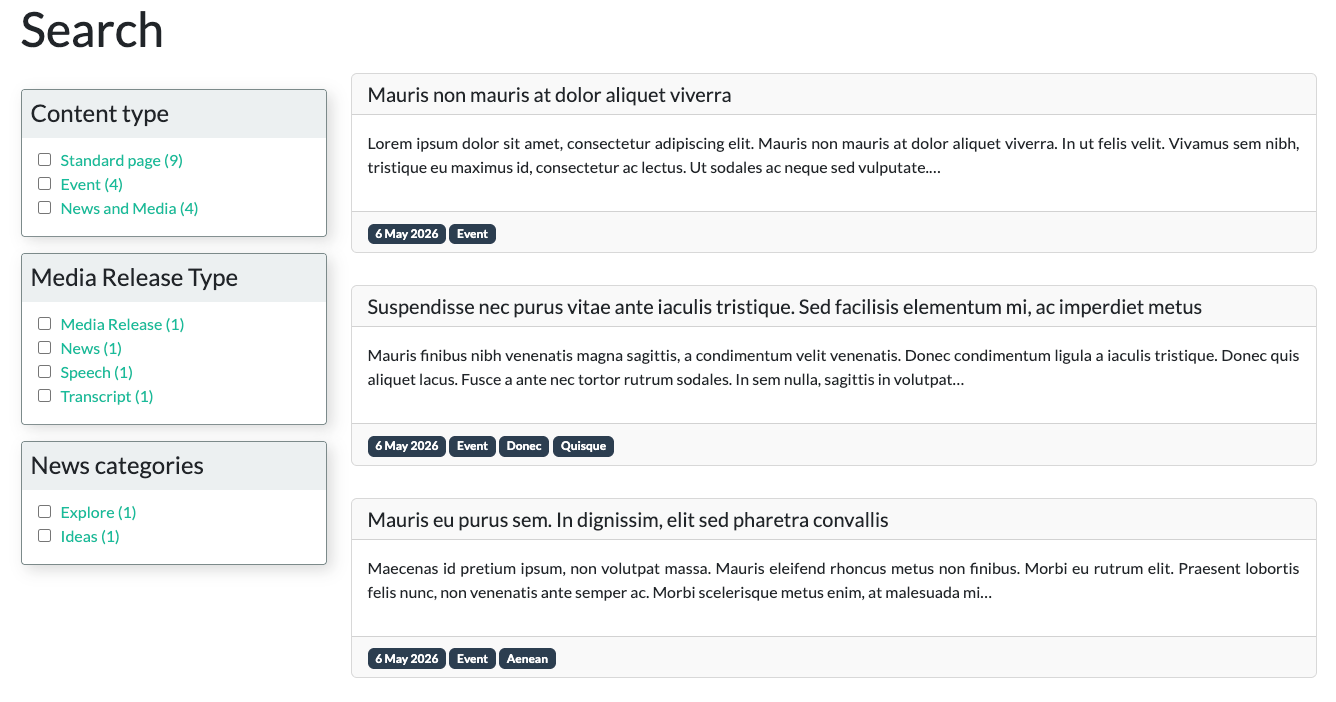 Search
Content type
Standard page (9)
Event (4)
News and Media (4)
Media Release Type
Media Release (1)
News (1)
Speech (1)
Transcript (1)
News categories
Explore (1)
Ideas (1)
Mauris non mauris at dolor aliquet viverra
Lorem ipsum dolor sit amet, consectetur adipiscing elit. Mauris non mauris at dolor aliquet viverra. In ut felis velit. Vivamus sem nibh,
tristique eu maximus id, consectetur ac lectus. Ut sodales ac neque sed vulputate....
6 May 2026 Event
Suspendisse nec purus vitae ante iaculis tristique. Sed facilisis elementum mi, ac imperdiet metus
Mauris finibus nibh venenatis magna sagittis, a condimentum velit venenatis. Donec condimentum ligula a iaculis tristique. Donec quis
aliquet lacus. Fusce a ante nec tortor rutrum sodales. In sem nulla, sagittis in volutpat...
6 May 2026 Event Donec Quisque
Mauris eu purus sem. In dignissim, elit sed pharetra convallis
Maecenas id pretium ipsum, non volutpat massa. Mauris eleifend rhoncus metus non finibus. Morbi eu rutrum elit. Praesent lobortis
felis nunc, non venenatis ante semper ac. Morbi scelerisque metus enim, at malesuada mi...
6 May 2026 Event Aenean